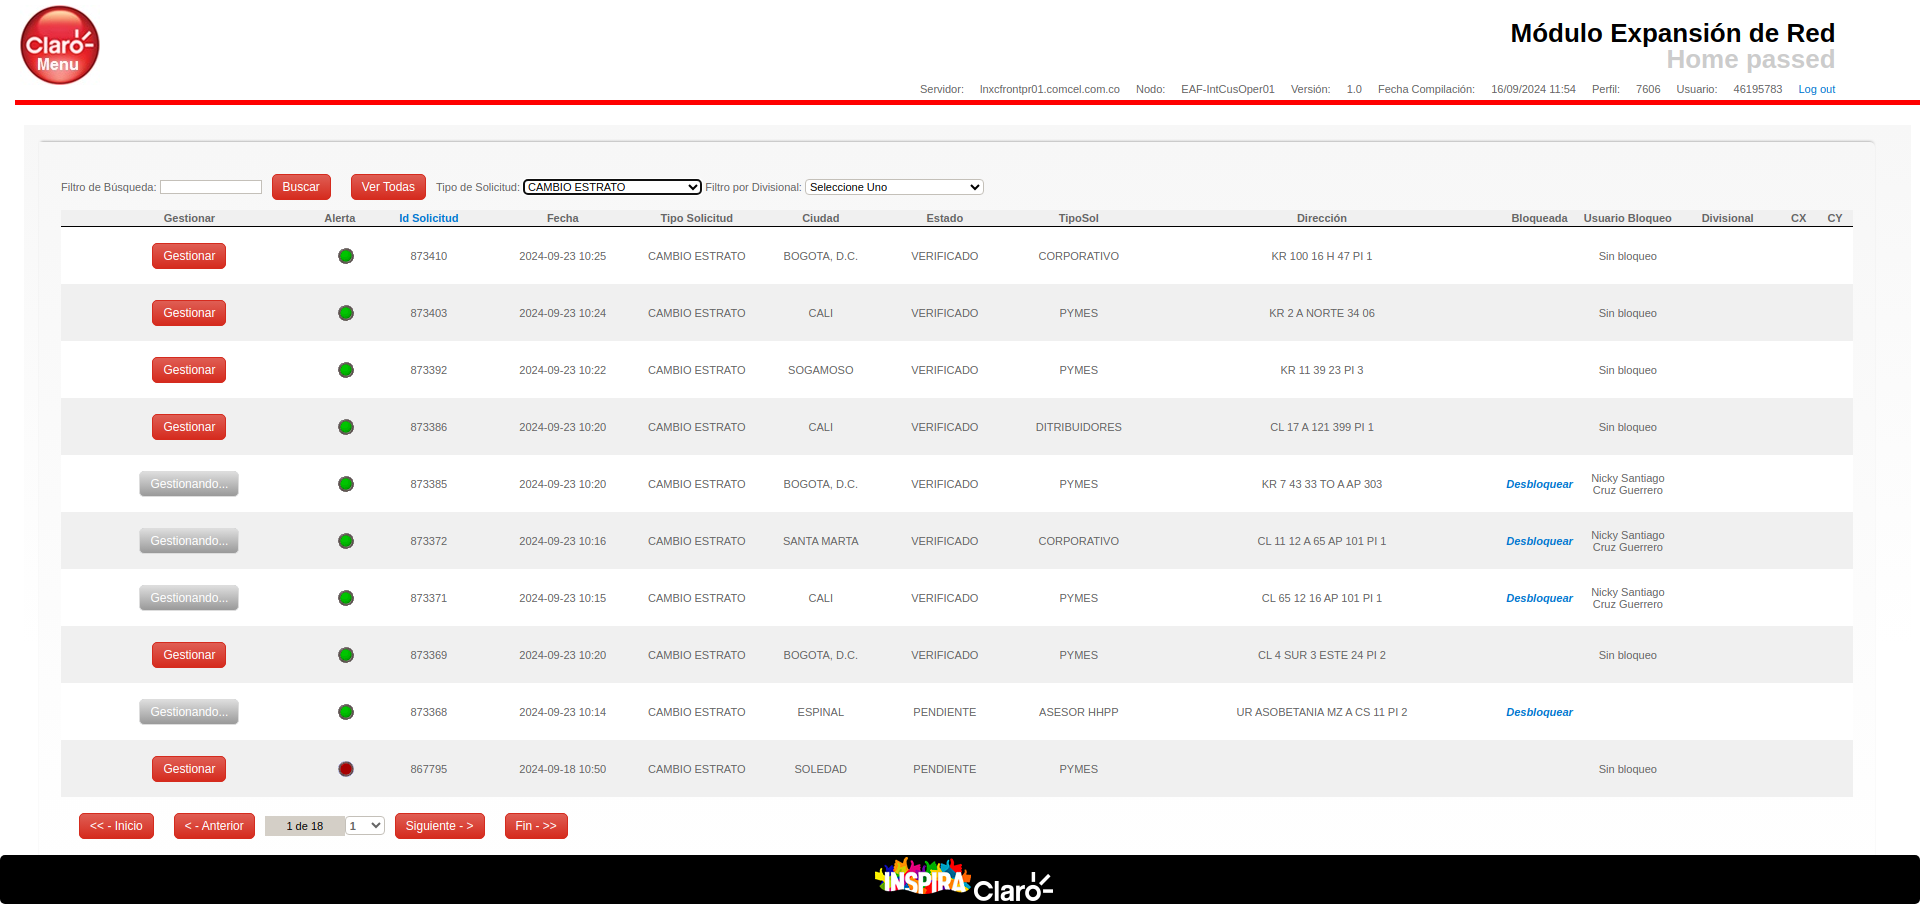 Claro
Menu
Módulo Expansión de Red
Home passed
Servidor: lnxcfrontpr01.comcel.com.co Nodo: EAF-IntCusOper01 Versión: 1.0 Fecha Compilación: 16/09/2024 11:54 Perfil: 7606 Usuario: 46195783 Log out
Filtro de Búsqueda: Buscar Ver Todas Tipo de Solicitud: CAMBIO ESTRATO Filtro por Divisional: Seleccione Uno
Gestionar Alerta Id Solicitud Fecha Tipo Solicitud Ciudad Estado TipoSol Dirección Bloqueada Usuario Bloqueo Divisional CX CY
Gestionar 873410 2024-09-23 10:25 CAMBIO ESTRATO BOGOTA, D.C. VERIFICADO CORPORATIVO KR 100 16 H 47 PI 1 Sin bloqueo
Gestionar 873403 2024-09-23 10:24 CAMBIO ESTRATO CALI VERIFICADO PYMES KR 2 A NORTE 34 06 Sin bloqueo
Gestionar 873392 2024-09-23 10:22 CAMBIO ESTRATO SOGAMOSO VERIFICADO PYMES KR 11 39 23 PI 3 Sin bloqueo
Gestionar 873386 2024-09-23 10:20 CAMBIO ESTRATO CALI VERIFICADO DITRIBUIDORES CL 17 A 121 399 PI 1 Sin bloqueo
Gestionando... 873385 2024-09-23 10:20 CAMBIO ESTRATO BOGOTA, D.C. VERIFICADO PYMES KR 7 43 33 TO A AP 303 Desbloquear Nicky Santiago
Cruz Guerrero
Gestionando... 873372 2024-09-23 10:16 CAMBIO ESTRATO SANTA MARTA VERIFICADO CORPORATIVO CL 11 12 A 65 AP 101 PI 1 Desbloquear Nicky Santiago
Cruz Guerrero
Gestionando... 873371 2024-09-23 10:15 CAMBIO ESTRATO CALI VERIFICADO PYMES CL 65 12 16 AP 101 PI 1 Desbloquear Nicky Santiago
Cruz Guerrero
Gestionar 873369 2024-09-23 10:20 CAMBIO ESTRATO BOGOTA, D.C. VERIFICADO PYMES CL 4 SUR 3 ESTE 24 PI 2 Sin bloqueo
Gestionando... 873368 2024-09-23 10:14 CAMBIO ESTRATO ESPINAL PENDIENTE ASESOR HHPP UR ASOBETANIA MZ A CS 11 PI 2 Desbloquear
Gestionar 867795 2024-09-18 10:50 CAMBIO ESTRATO SOLEDAD PENDIENTE PYMES Sin bloqueo
<< - Inicio < - Anterior 1 de 18 1 Siguiente - > Fin - >>
INSPIRA Claro